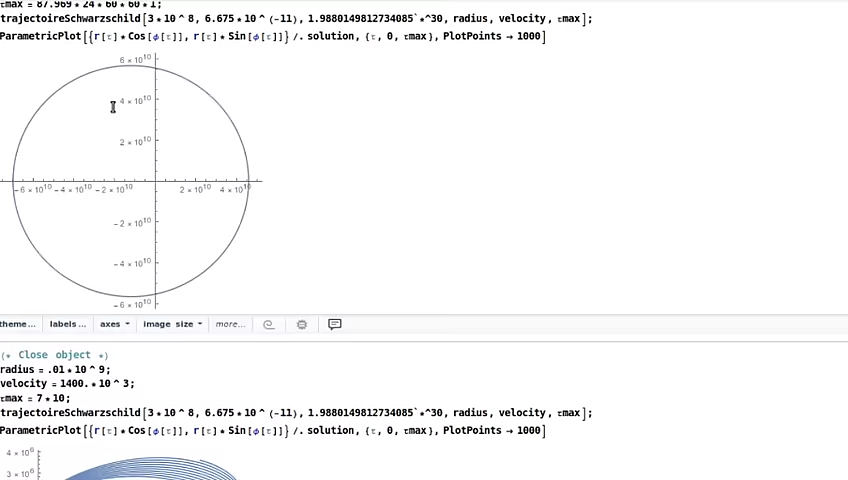 τmax = 87.969 * 24 * 60 * 60 * 1;
trajectoireSchwarzschild[3 * 10 ^ 8, 6.675 * 10 ^ (-11), 1.9880149812734085`*^30, radius, velocity, τmax];
ParametricPlot[{r[τ] * Cos[ϕ[τ]], r[τ] * Sin[ϕ[τ]]} /. solution, {τ, 0, τmax}, PlotPoints → 1000]
6 × 10^10
4 × 10^10
2 × 10^10
-6 × 10^10 -4 × 10^10 -2 × 10^10 2 × 10^10 4 × 10^10
-2 × 10^10
-4 × 10^10
-6 × 10^10
theme... labels... axes image size more...
(* Close object *)
radius = .01 * 10 ^ 9;
velocity = 1400. * 10 ^ 3;
τmax = 7 * 10;
trajectoireSchwarzschild[3 * 10 ^ 8, 6.675 * 10 ^ (-11), 1.9880149812734085`*^30, radius, velocity, τmax];
ParametricPlot[{r[τ] * Cos[ϕ[τ]], r[τ] * Sin[ϕ[τ]]} /. solution, {τ, 0, τmax}, PlotPoints → 1000]
4 × 10^6
3 × 10^6